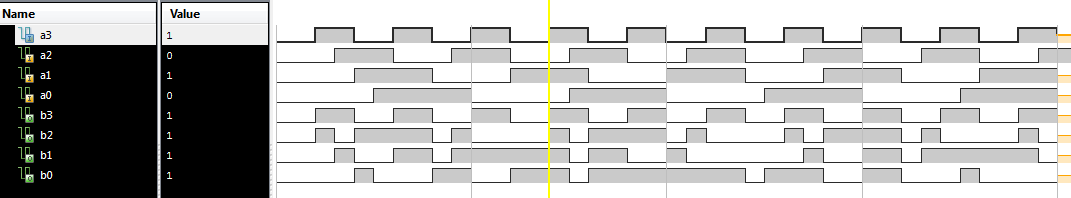 Name Value
a3 1
a2 0
a1 1
a0 0
b3 1
b2 1
b1 1
b0 1